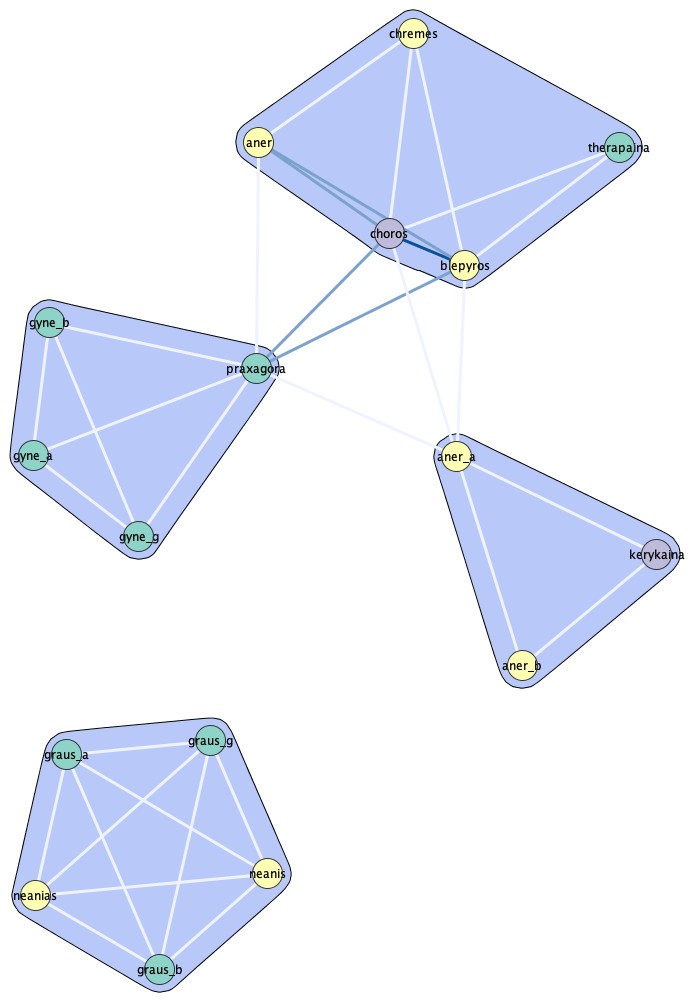 chremes
aner
therapaina
choros
blepyros
gyne_b
praxagora
gyne_a
aner_a
gyne_g
kerykaina
aner_b
graus_g
graus_a
neanis
neanias
graus_b